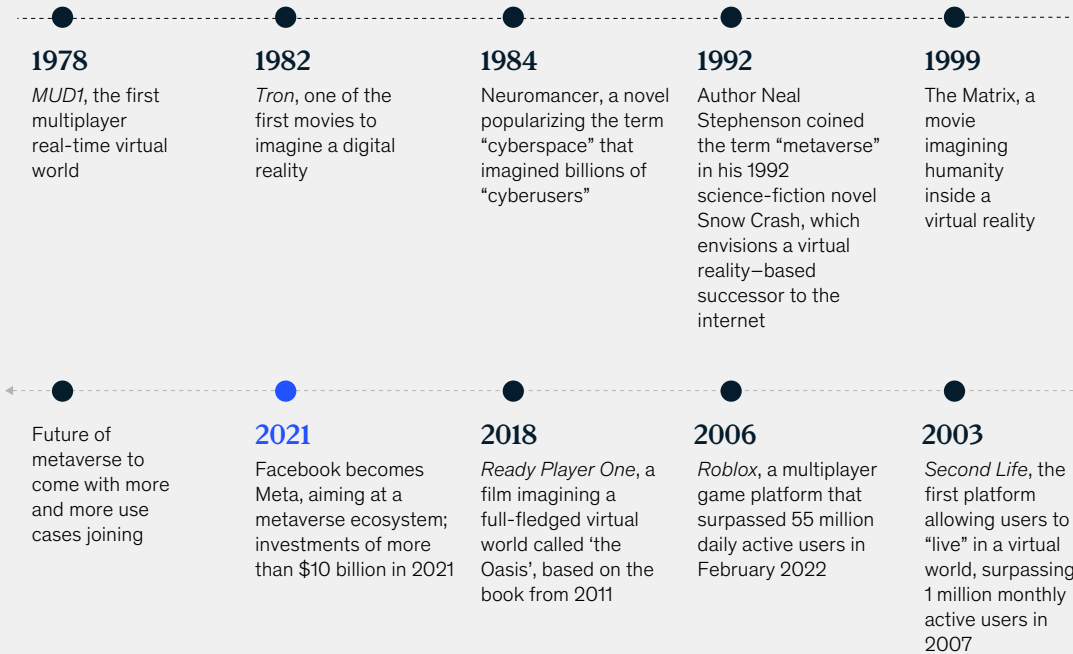 1978
MUD1, the first
multiplayer
real-time virtual
world
1982
Tron, one of the
first movies to
imagine a digital
reality
1984
Neuromancer, a novel
popularizing the term
“cyberspace” that
imagined billions of
“cyberusers”
1992
Author Neal
Stephenson coined
the term “metaverse”
in his 1992
science-fiction novel
Snow Crash, which
envisions a virtual
reality–based
successor to the
internet
1999
The Matrix, a
movie
imagining
humanity
inside a
virtual reality
2003
Second Life, the
first platform
allowing users to
“live” in a virtual
world, surpassing
1 million monthly
active users in
2007
2006
Roblox, a multiplayer
game platform that
surpassed 55 million
daily active users in
February 2022
2018
Ready Player One, a
film imagining a
full-fledged virtual
world called ‘the
Oasis’, based on the
book from 2011
2021
Facebook becomes
Meta, aiming at a
metaverse ecosystem;
investments of more
than $10 billion in 2021
Future of
metaverse to
come with more
and more use
cases joining